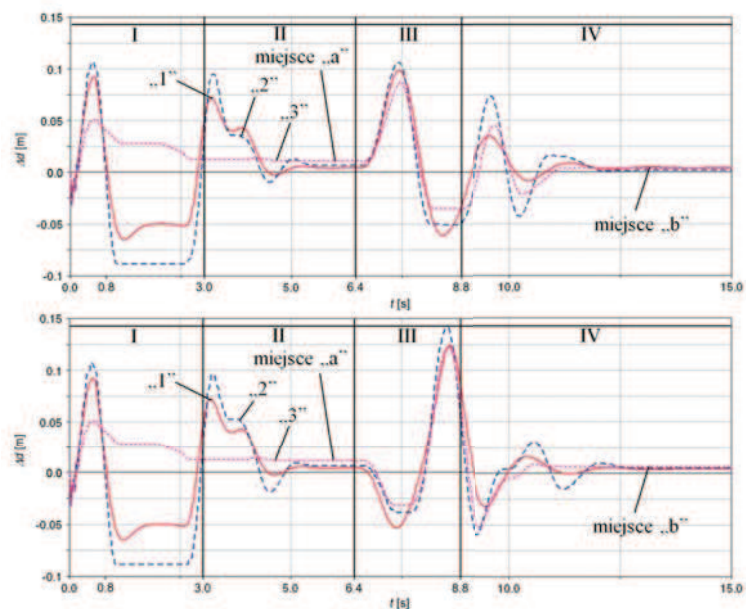 0.15
0.10
0.05
0.0
-0.05
-0.1
Δd [m]
I
II
III
IV
„1”
„2”
„3”
miejsce „a”
miejsce „b”
0.0
0.8
3.0
5.0
6.4
8.8
10.0
15.0
t [s]
0.15
0.10
0.05
0.0
-0.05
-0.1
Δd [m]
I
II
III
IV
„1”
„2”
„3”
miejsce „a”
miejsce „b”
0.0
0.8
3.0
5.0
6.4
8.8
10.0
15.0
t [s]